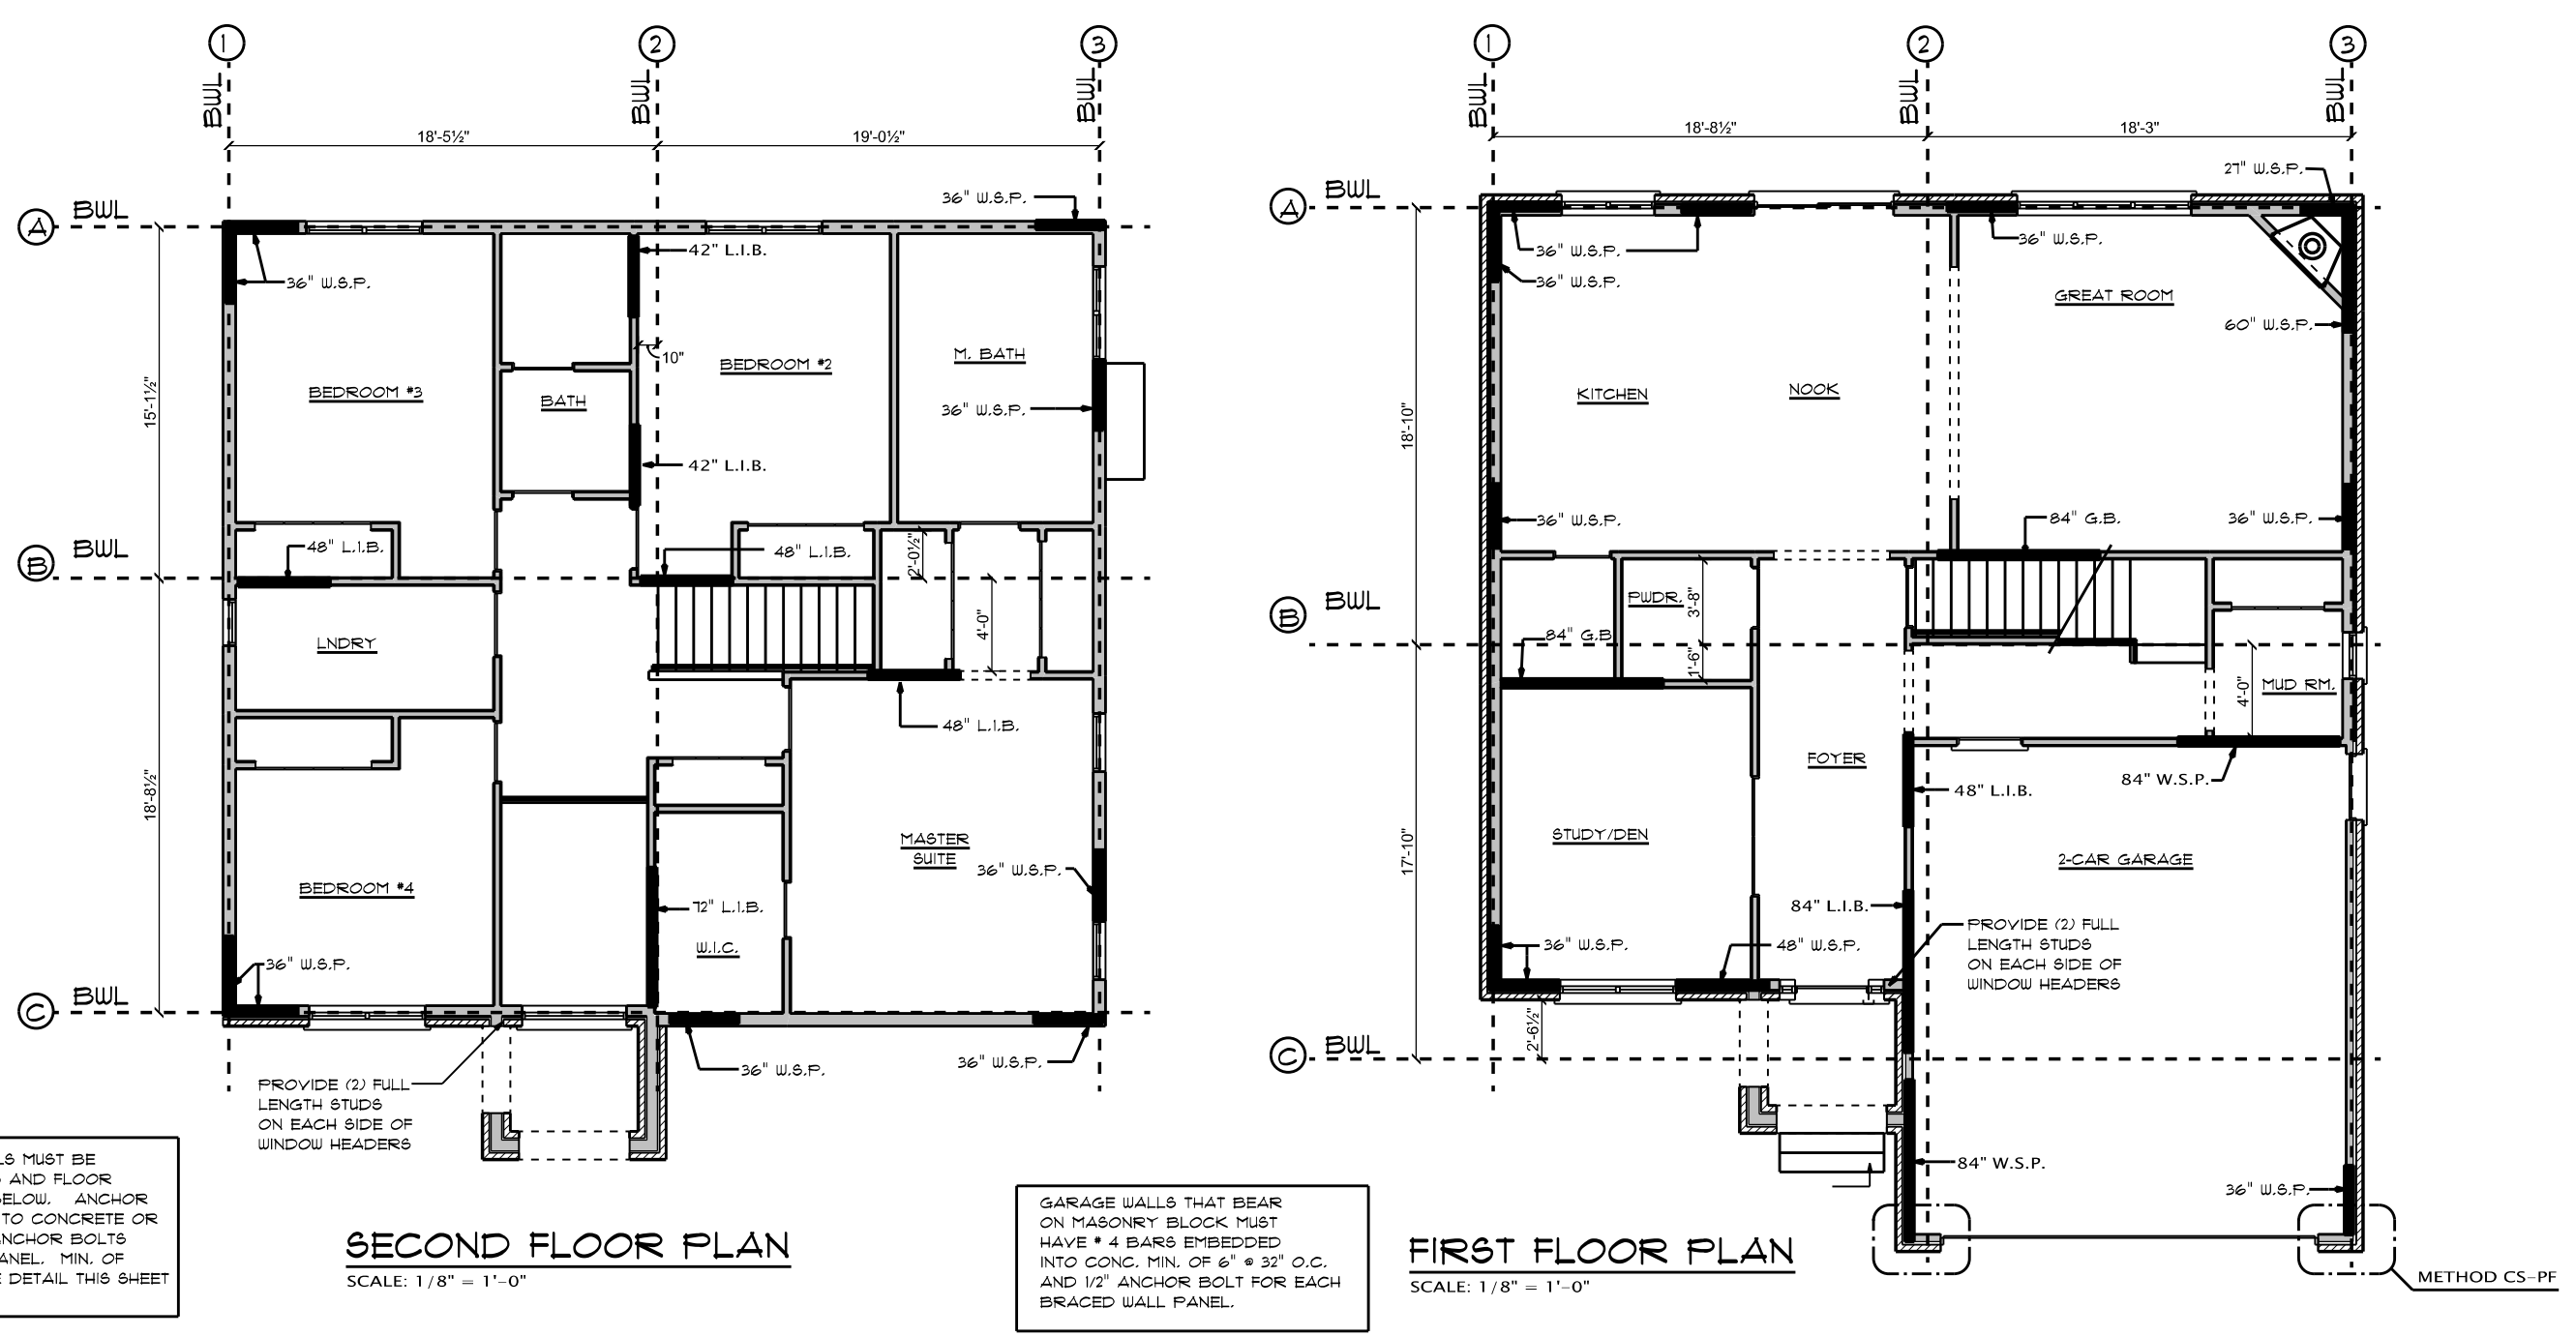 1
2
3
BWL
BWL
BWL
18'-5½"
19'-0½"
A
BWL
36" W.S.P.
36" W.S.P.
42" L.I.B.
10"
BEDROOM #3
BATH
BEDROOM #2
M. BATH
36" W.S.P.
42" L.I.B.
15'-1½"
B
BWL
48" L.I.B.
48" L.I.B.
2'-0½"
4'-0"
LNDRY
48" L.I.B.
18'-8½"
MASTER
SUITE
36" W.S.P.
BEDROOM #4
72" L.I.B.
W.I.C.
36" W.S.P.
C
BWL
36" W.S.P.
36" W.S.P.
PROVIDE (2) FULL
LENGTH STUDS
ON EACH SIDE OF
WINDOW HEADERS
LS MUST BE
AND FLOOR
BELOW. ANCHOR
TO CONCRETE OR
ANCHOR BOLTS
PANEL. MIN. OF
DETAIL THIS SHEET
SECOND FLOOR PLAN
SCALE: 1/8" = 1'-0"
GARAGE WALLS THAT BEAR
ON MASONRY BLOCK MUST
HAVE # 4 BARS EMBEDDED
INTO CONC. MIN. OF 6" @ 32" O.C.
AND 1/2" ANCHOR BOLT FOR EACH
BRACED WALL PANEL.
1
2
3
BWL
BWL
BWL
18'-8½"
18'-3"
27" W.S.P.
A
BWL
36" W.S.P.
36" W.S.P.
36" W.S.P.
GREAT ROOM
60" W.S.P.
KITCHEN
NOOK
18'-10"
36" W.S.P.
84" G.B.
36" W.S.P.
B
BWL
PWDR.
3'-8"
84" G.B
1'-6"
4'-0"
MUD RM.
FOYER
84" W.S.P.
48" L.I.B.
17'-10"
STUDY/DEN
2-CAR GARAGE
84" L.I.B.
PROVIDE (2) FULL
LENGTH STUDS
ON EACH SIDE OF
WINDOW HEADERS
36" W.S.P.
48" W.S.P.
2'-6½"
C
BWL
84" W.S.P.
36" W.S.P.
FIRST FLOOR PLAN
SCALE: 1/8" = 1'-0"
METHOD CS-PF